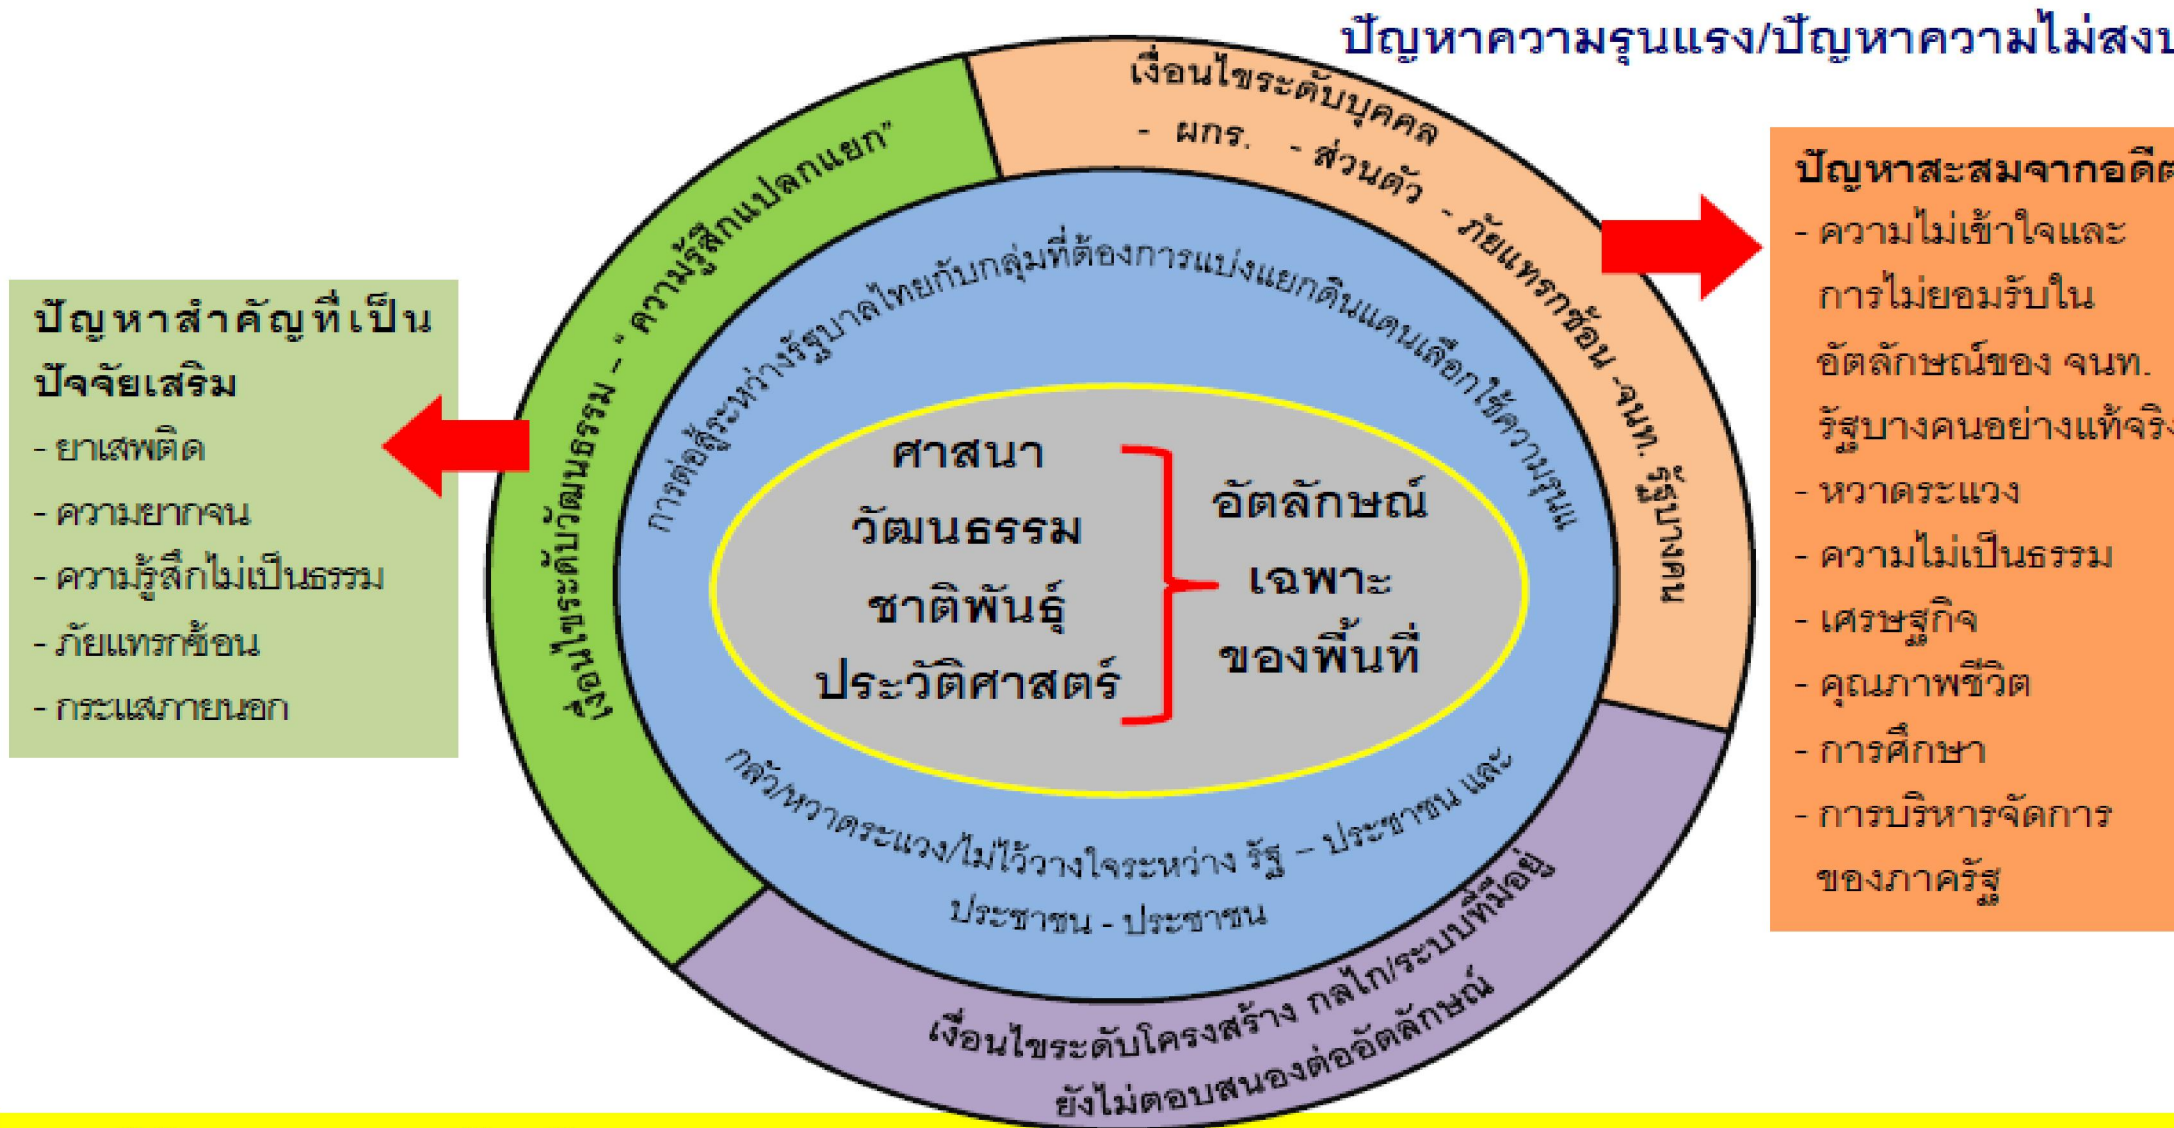 ปัญหาความรุนแรง/ปัญหาความไม่สงบ
เงื่อนไขระดับบุคคล
- ผกร. - ส่วนตัว - ภัยแทรกซ้อน -จนท. รัฐบางคน
เงื่อนไขระดับวัฒนธรรม – “ ความรู้สึกแปลกแยก”
การต่อสู้ระหว่างรัฐบาลไทยกับกลุ่มที่ต้องการแบ่งแยกดินแดนเลือกใช้ความรุนแ
ศาสนา
วัฒนธรรม
ชาติพันธุ์
ประวัติศาสตร์
อัตลักษณ์
เฉพาะ
ของพื้นที่
กลัว/หวาดระแวง/ไม่ไว้วางใจระหว่าง รัฐ – ประชาชน และ
ประชาชน - ประชาชน
เงื่อนไขระดับโครงสร้าง กลไก/ระบบที่มีอยู่
ยังไม่ตอบสนองต่ออัตลักษณ์
ปัญหาสำคัญที่เป็น
ปัจจัยเสริม
- ยาเสพติด
- ความยากจน
- ความรู้สึกไม่เป็นธรรม
- ภัยแทรกซ้อน
- กระแสภายนอก
ปัญหาสะสมจากอดีต
- ความไม่เข้าใจและ
การไม่ยอมรับใน
อัตลักษณ์ของ จนท.
รัฐบางคนอย่างแท้จริง
- หวาดระแวง
- ความไม่เป็นธรรม
- เศรษฐกิจ
- คุณภาพชีวิต
- การศึกษา
- การบริหารจัดการ
ของภาครัฐ